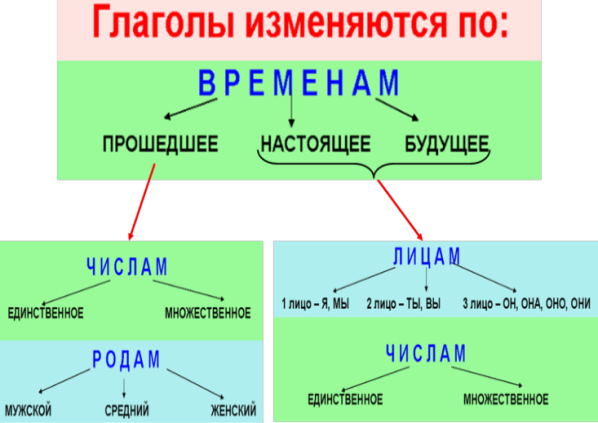 Глаголы изменяются по:
ВРЕМЕНАМ
ПРОШЕДШЕЕ НАСТОЯЩЕЕ БУДУЩЕЕ
ЧИСЛАМ
ЕДИНСТВЕННОЕ МНОЖЕСТВЕННОЕ
РОДАМ
МУЖСКОЙ СРЕДНИЙ ЖЕНСКИЙ
ЛИЦАМ
1 лицо – Я, МЫ 2 лицо – ТЫ, ВЫ 3 лицо – ОН, ОНА, ОНО, ОНИ
ЧИСЛАМ
ЕДИНСТВЕННОЕ МНОЖЕСТВЕННОЕ